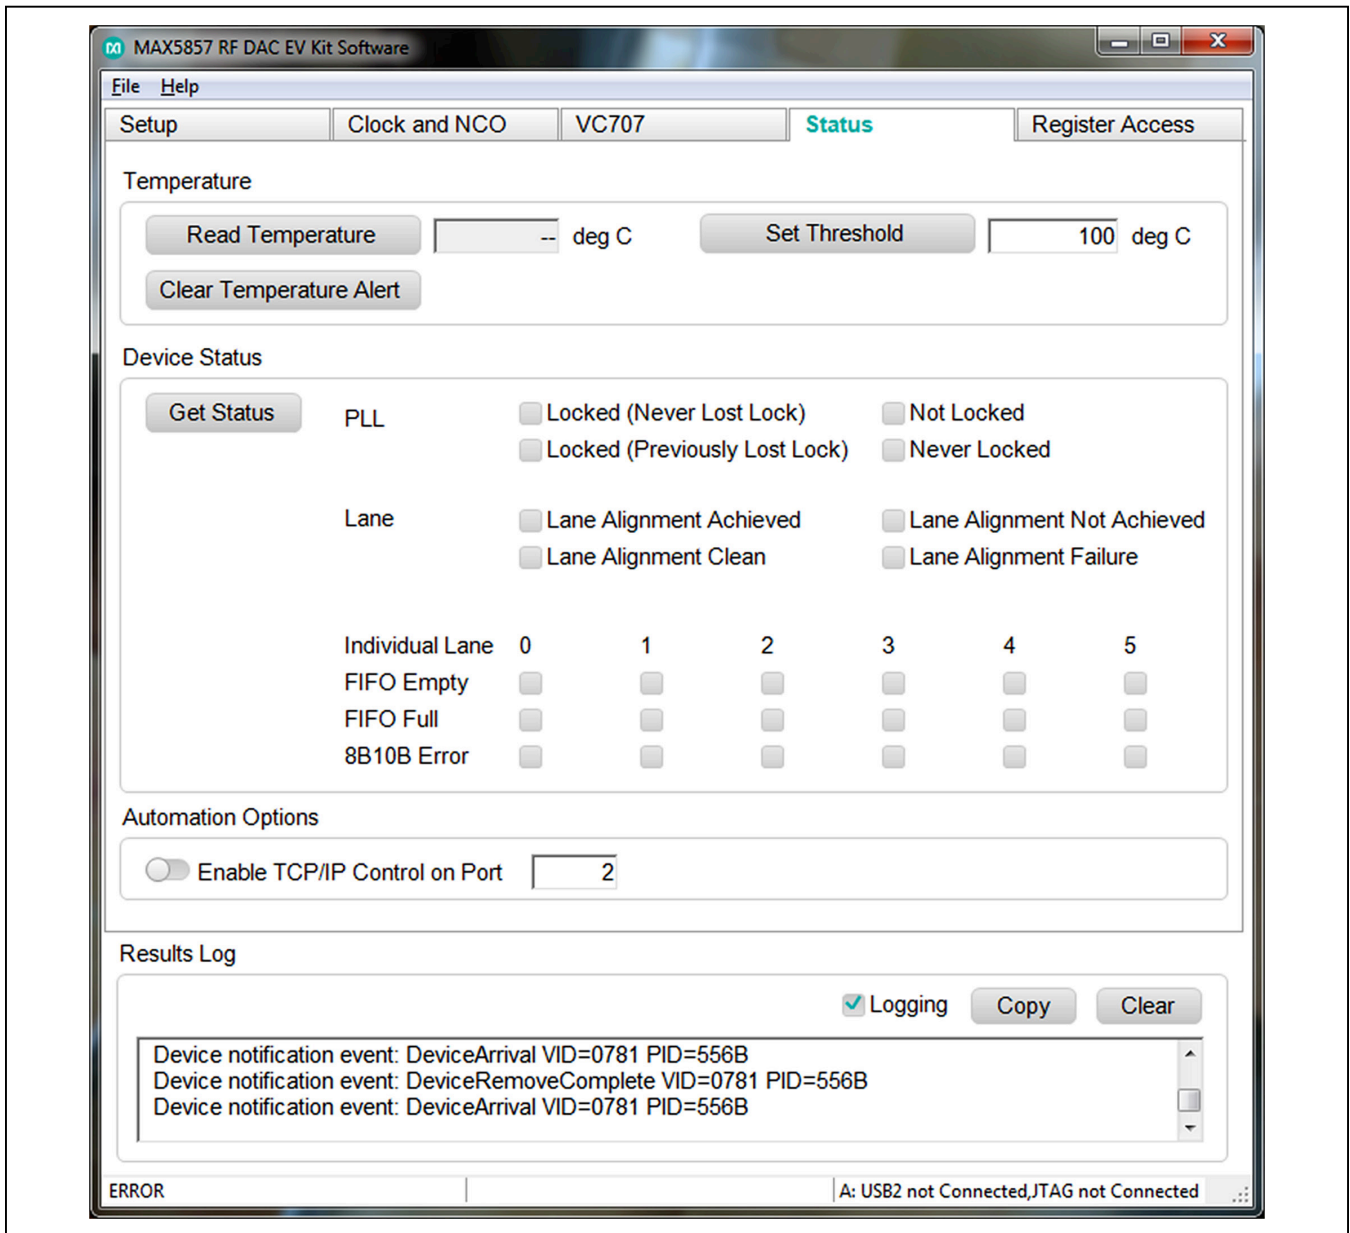 MAX5857 RF DAC EV Kit Software
File Help
Setup Clock and NCO VC707 Status Register Access
Temperature
Read Temperature -- deg C Set Threshold 100 deg C
Clear Temperature Alert
Device Status
Get Status PLL Locked (Never Lost Lock) Not Locked
Locked (Previously Lost Lock) Never Locked
Lane Lane Alignment Achieved Lane Alignment Not Achieved
Lane Alignment Clean Lane Alignment Failure
Individual Lane 0 1 2 3 4 5
FIFO Empty
FIFO Full
8B10B Error
Automation Options
Enable TCP/IP Control on Port 2
Results Log
Logging Copy Clear
Device notification event: DeviceArrival VID=0781 PID=556B
Device notification event: DeviceRemoveComplete VID=0781 PID=556B
Device notification event: DeviceArrival VID=0781 PID=556B
ERROR A: USB2 not Connected,JTAG not Connected